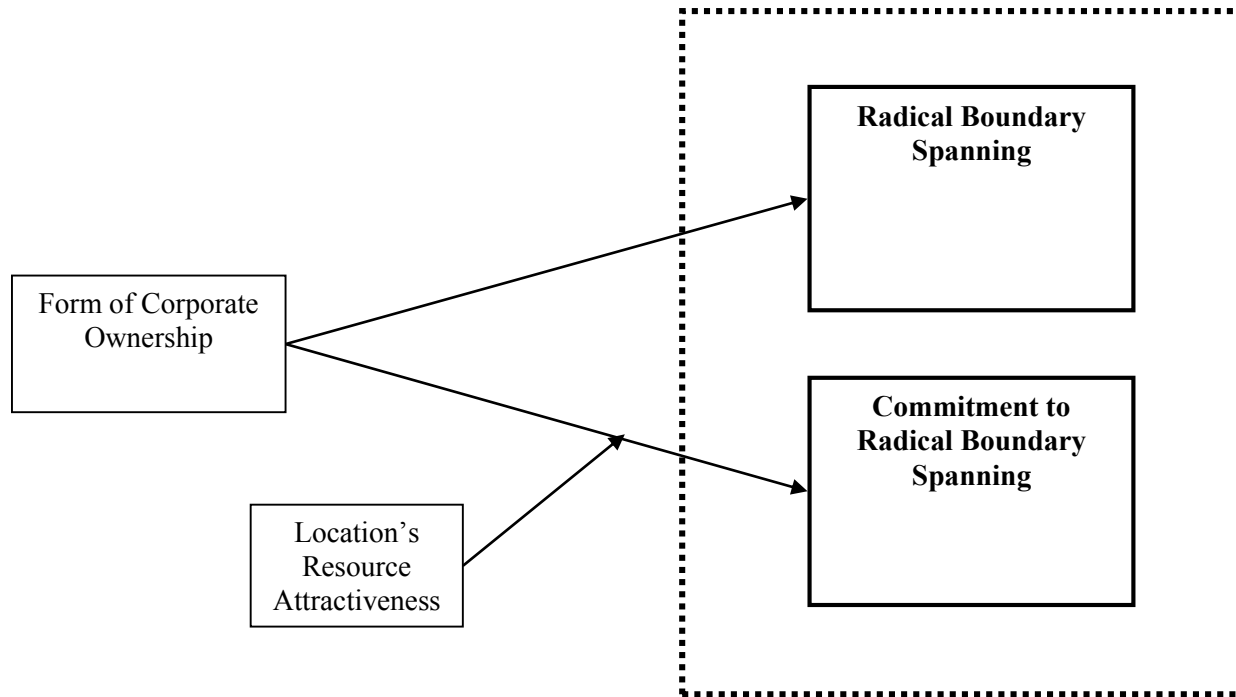 Radical Boundary
Spanning
Form of Corporate
Ownership
Commitment to
Radical Boundary
Spanning
Location’s
Resource
Attractiveness